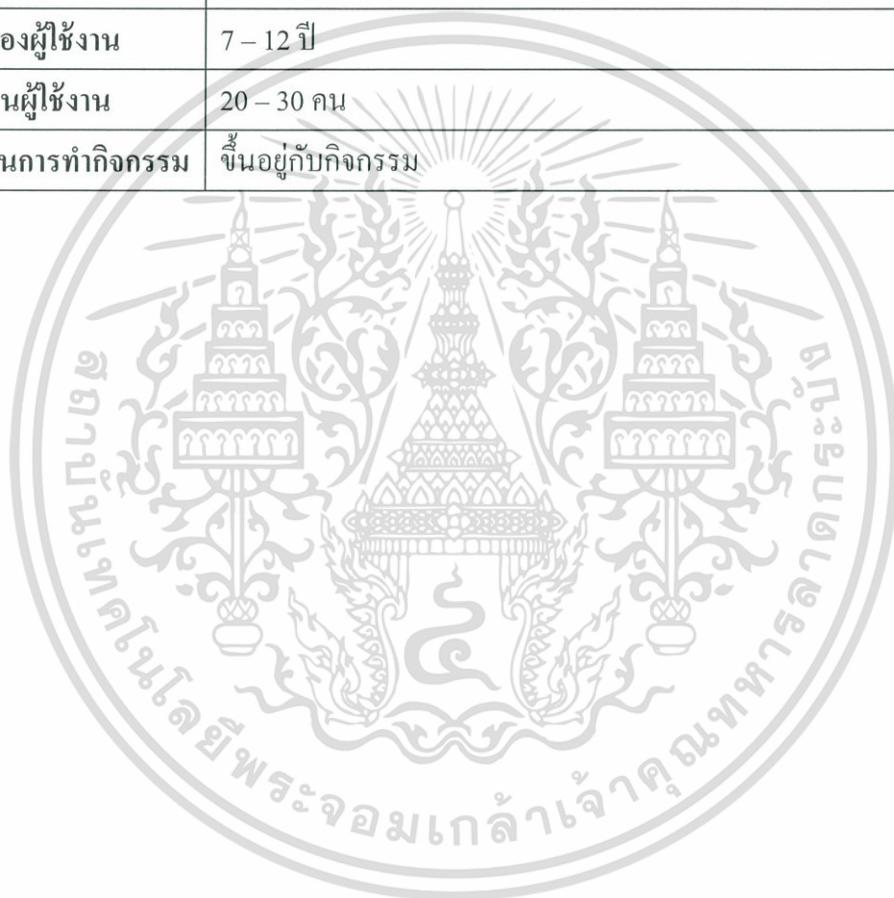 องผู้ใช้งาน 7 – 12 ปี
นผู้ใช้งาน 20 – 30 คน
นการทำกิจกรรม ขึ้นอยู่กับกิจกรรม
๔
สถาบันเทคโนโลยีพระจอมเกล้าเจ้าคุณทหารลาดกระบัง